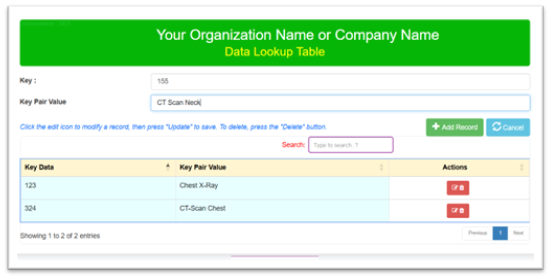 Your Organization Name or Company Name
Data Lookup Table
Key : 155
Key Pair Value CT Scan Neck
Click the edit icon to modify a record, then press "Update" to save. To delete, press the "Delete" button.
Add Record Cancel
Search: Type to search..?
Key Data Key Pair Value Actions
123 Chest X-Ray
324 CT-Scan Chest
Showing 1 to 2 of 2 entries
Previous 1 Next